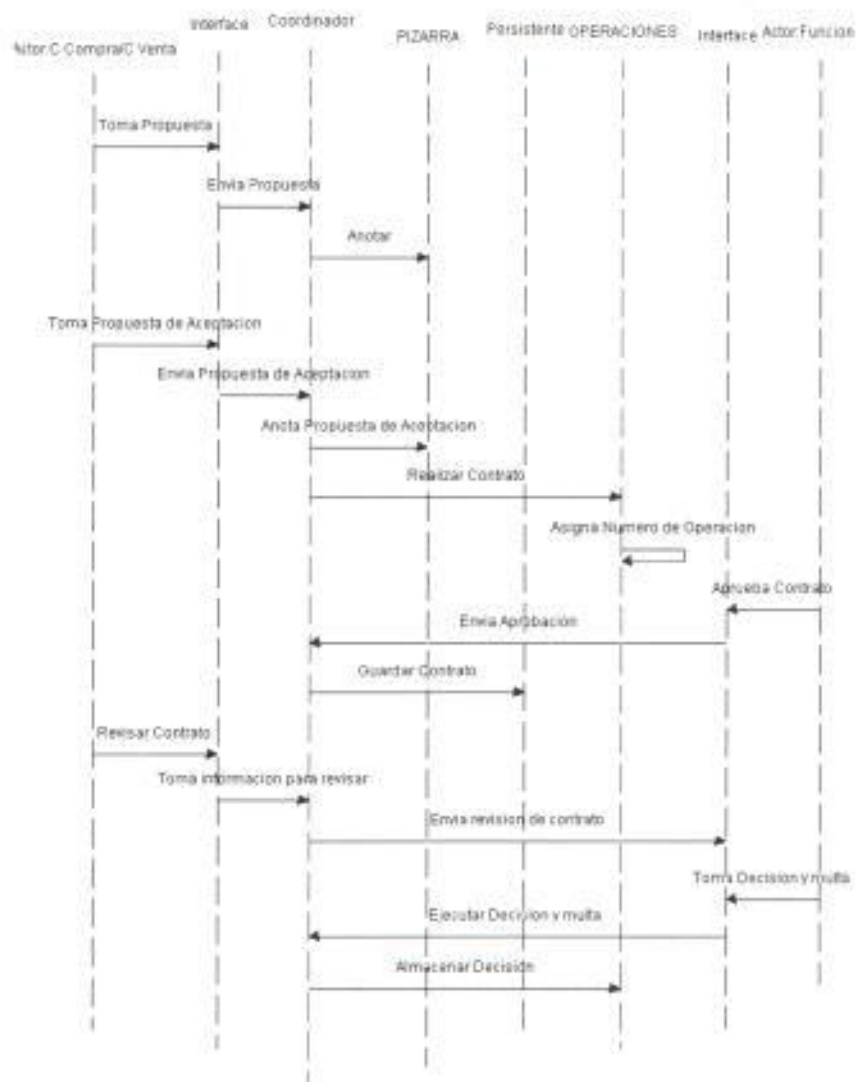 Interface
Coordinador
Actor:C Compra/C Venta
PIZARRA
Persistente
OPERACIONES
Interface
Actor:Funcion
Toma Propuesta
Envia Propuesta
Anotar
Toma Propuesta de Aceptacion
Envia Propuesta de Aceptacion
Anota Propuesta de Aceptacion
Realizar Contrato
Asigna Numero de Operacion
Aprueba Contrato
Envia Aprobacion
Guardar Contrato
Revisar Contrato
Toma informacion para revisar
Envia revision de contrato
Toma Decision y multa
Ejecutar Decision y multa
Almacenar Decisión